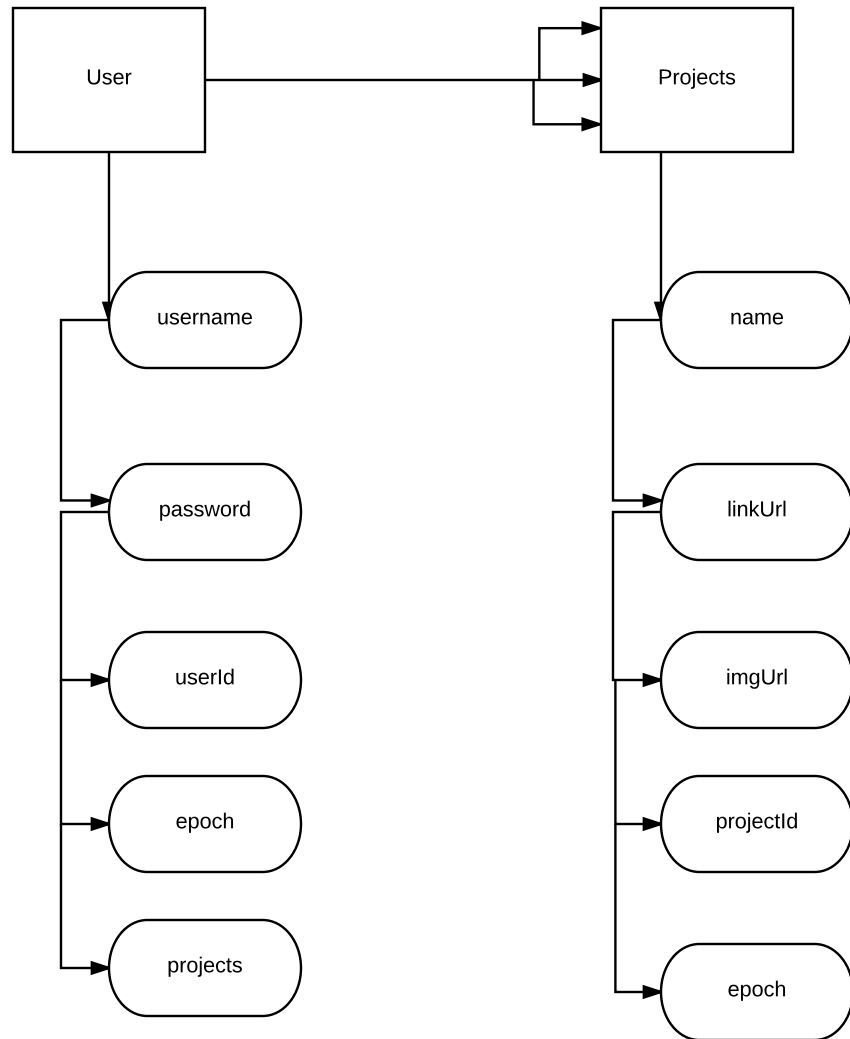 User
Projects
username
name
password
linkUrl
userId
imgUrl
epoch
projectId
projects
epoch